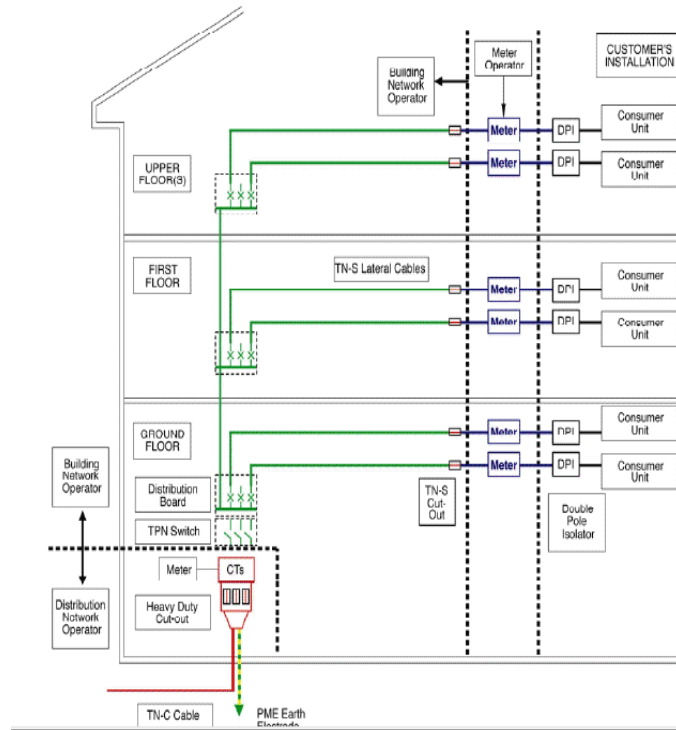 Meter
Operator
CUSTOMER'S
INSTALLATION
Building
Network
Operator
Meter
DPI
Consumer
Unit
UPPER
FLOOR(3)
Meter
DPI
Consumer
Unit
FIRST
FLOOR
TN-S Lateral Cables
Meter
DPI
Consumer
Unit
Meter
DPI
Consumer
Unit
GROUND
FLOOR
Meter
DPI
Consumer
Unit
Building
Network
Operator
Meter
DPI
Consumer
Unit
Distribution
Board
TN-S
Cut-
Out
Double
Pole
Isolator
TPN Switch
Meter
CTs
Distribution
Network
Operator
Heavy Duty
Cut-out
TN-C Cable
PME Earth
Electrode